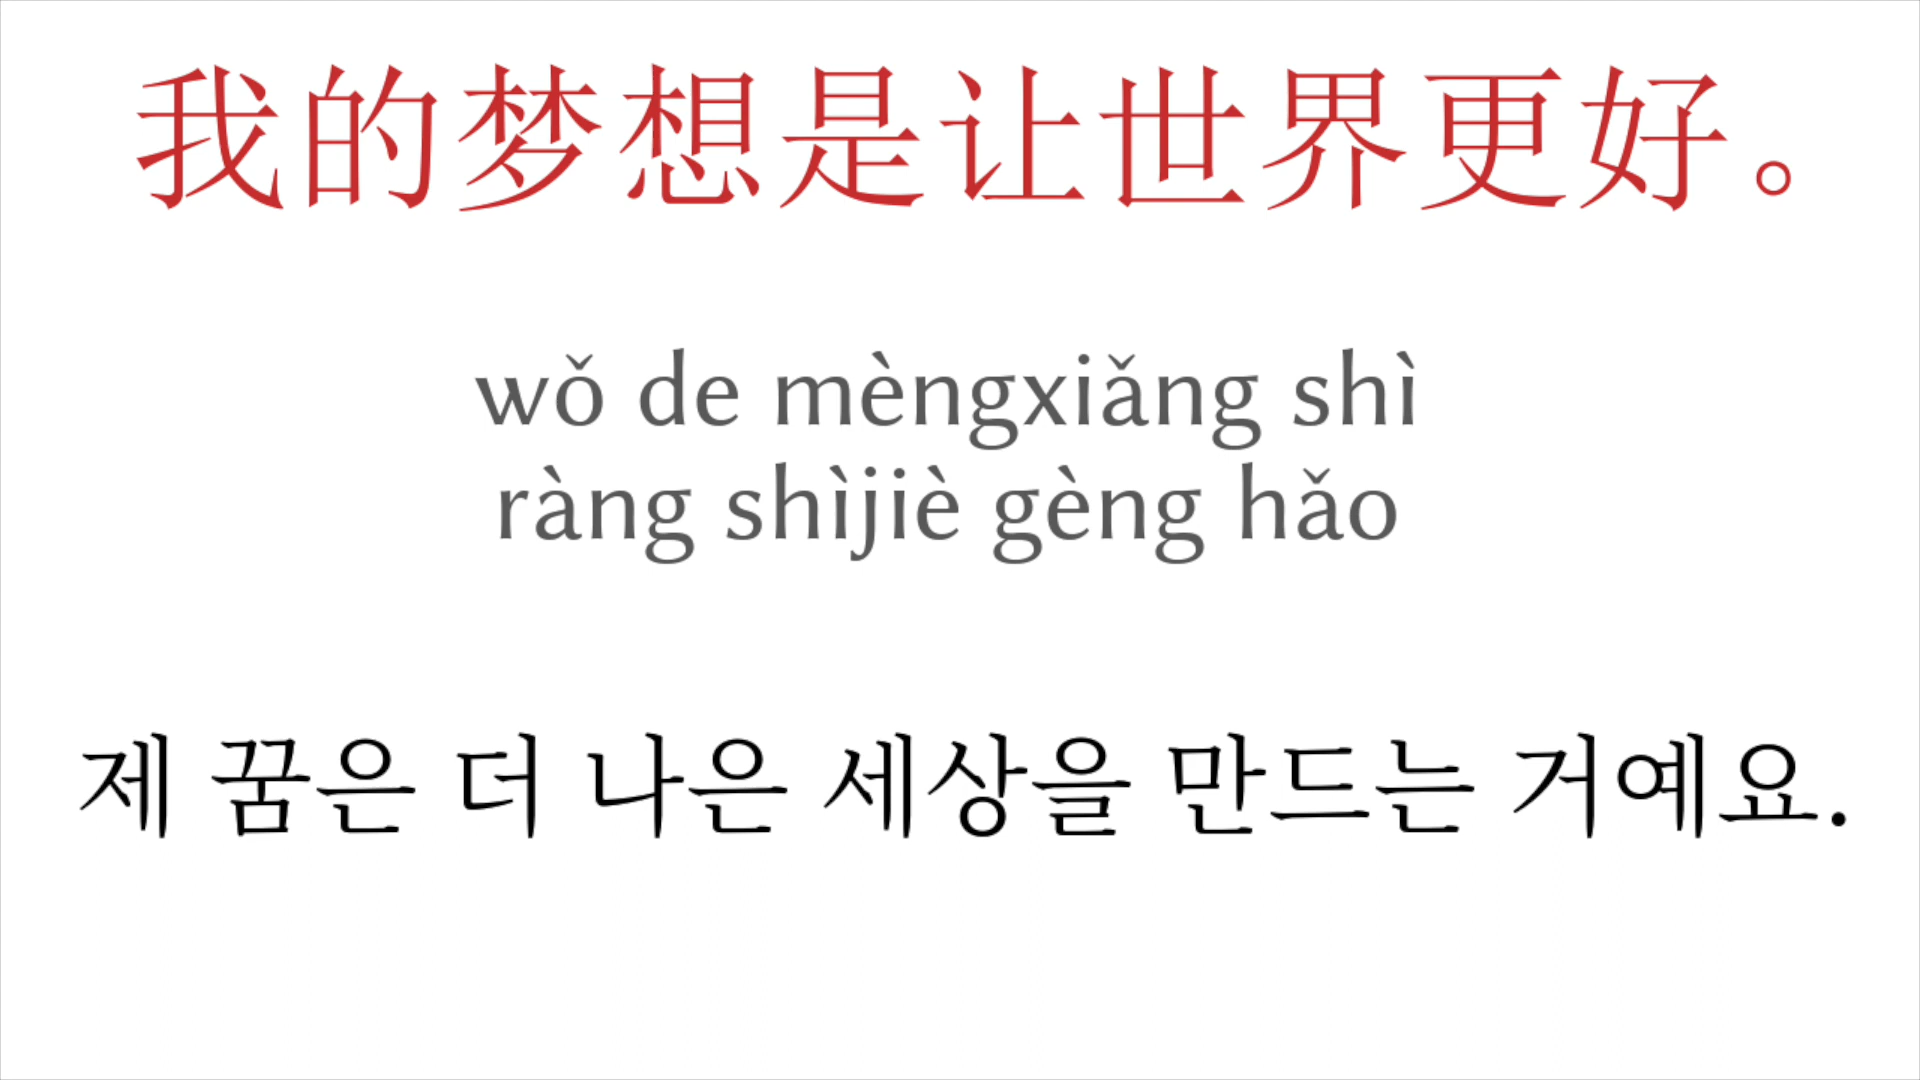 我的梦想是让世界更好。
wǒ de mèngxiǎng shì
ràng shìjiè gèng hǎo
제 꿈은 더 나은 세상을 만드는 거예요.